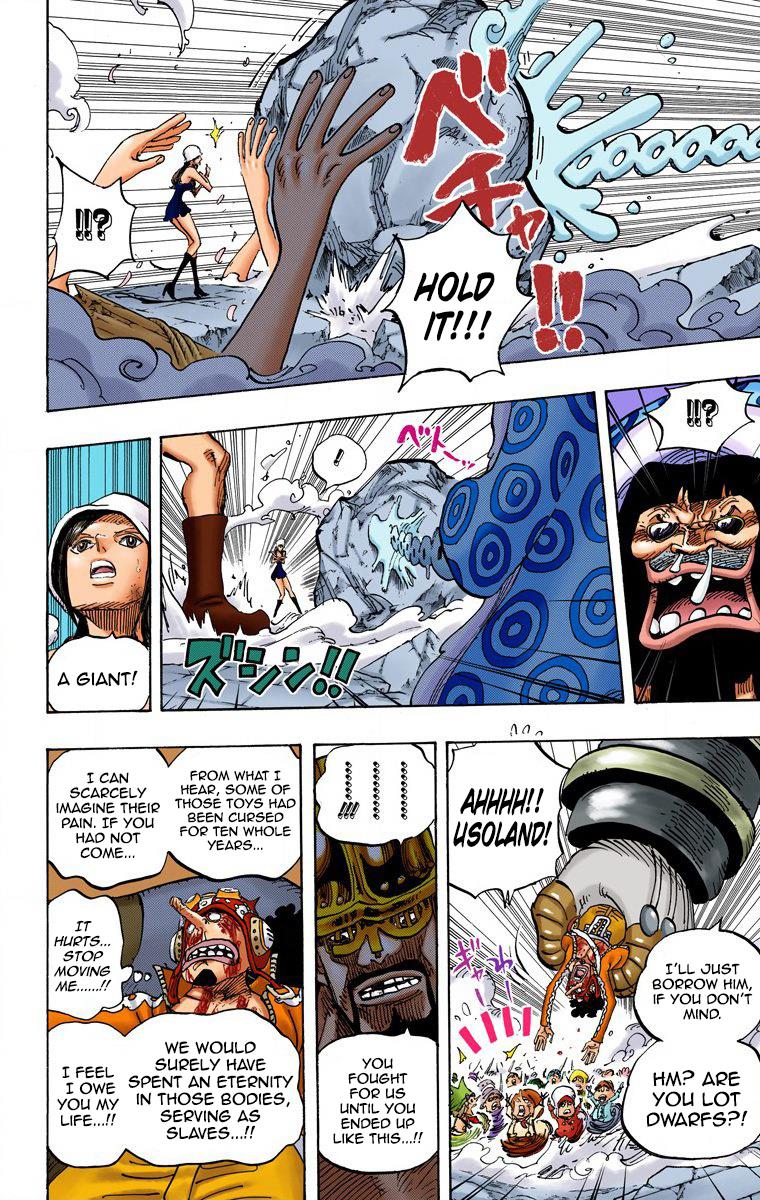 ベチャ!!
HOLD
IT!!!
!!?
!!?
ベトー…
!
ズシン!!
A GIANT!
AHHHH!!
USOLAND!
I'LL JUST
BORROW HIM,
IF YOU DON'T
MIND.
HM? ARE
YOU LOT
DWARFS?!
!!!
YOU
FOUGHT
FOR US
UNTIL YOU
ENDED UP
LIKE THIS...!!
FROM WHAT I
HEAR, SOME OF
THOSE TOYS HAD
BEEN CURSED
FOR TEN WHOLE
YEARS...
I CAN
SCARCELY
IMAGINE THEIR
PAIN. IF YOU
HAD NOT
COME...
IT
HURTS...
STOP
MOVING
ME......!!
WE WOULD
SURELY HAVE
SPENT AN ETERNITY
IN THOSE BODIES,
SERVING AS
SLAVES...!!
I FEEL
I OWE
YOU MY
LIFE...!!